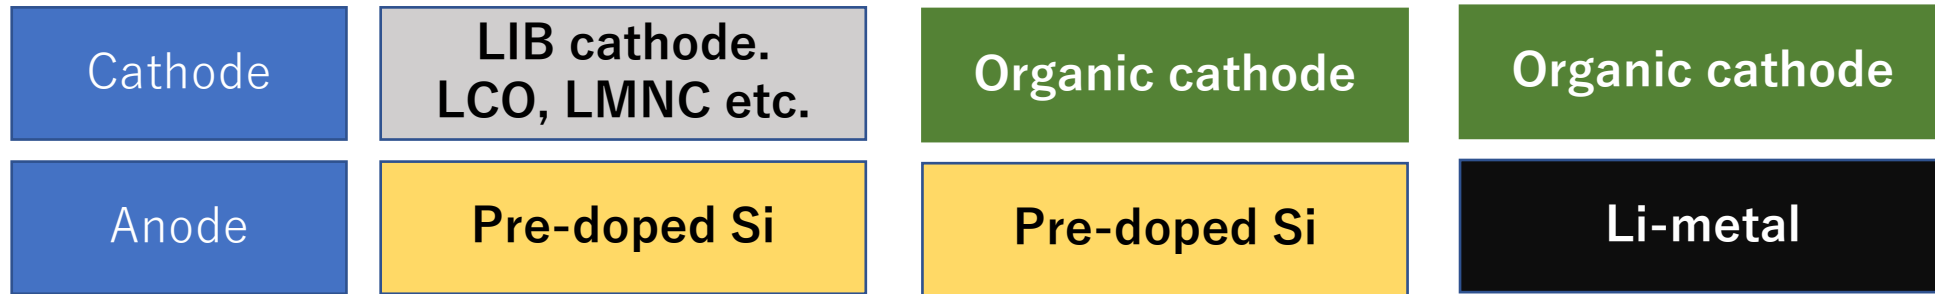 Cathode
LIB cathode.
LCO, LMNC etc.
Organic cathode
Organic cathode
Anode
Pre-doped Si
Pre-doped Si
Li-metal